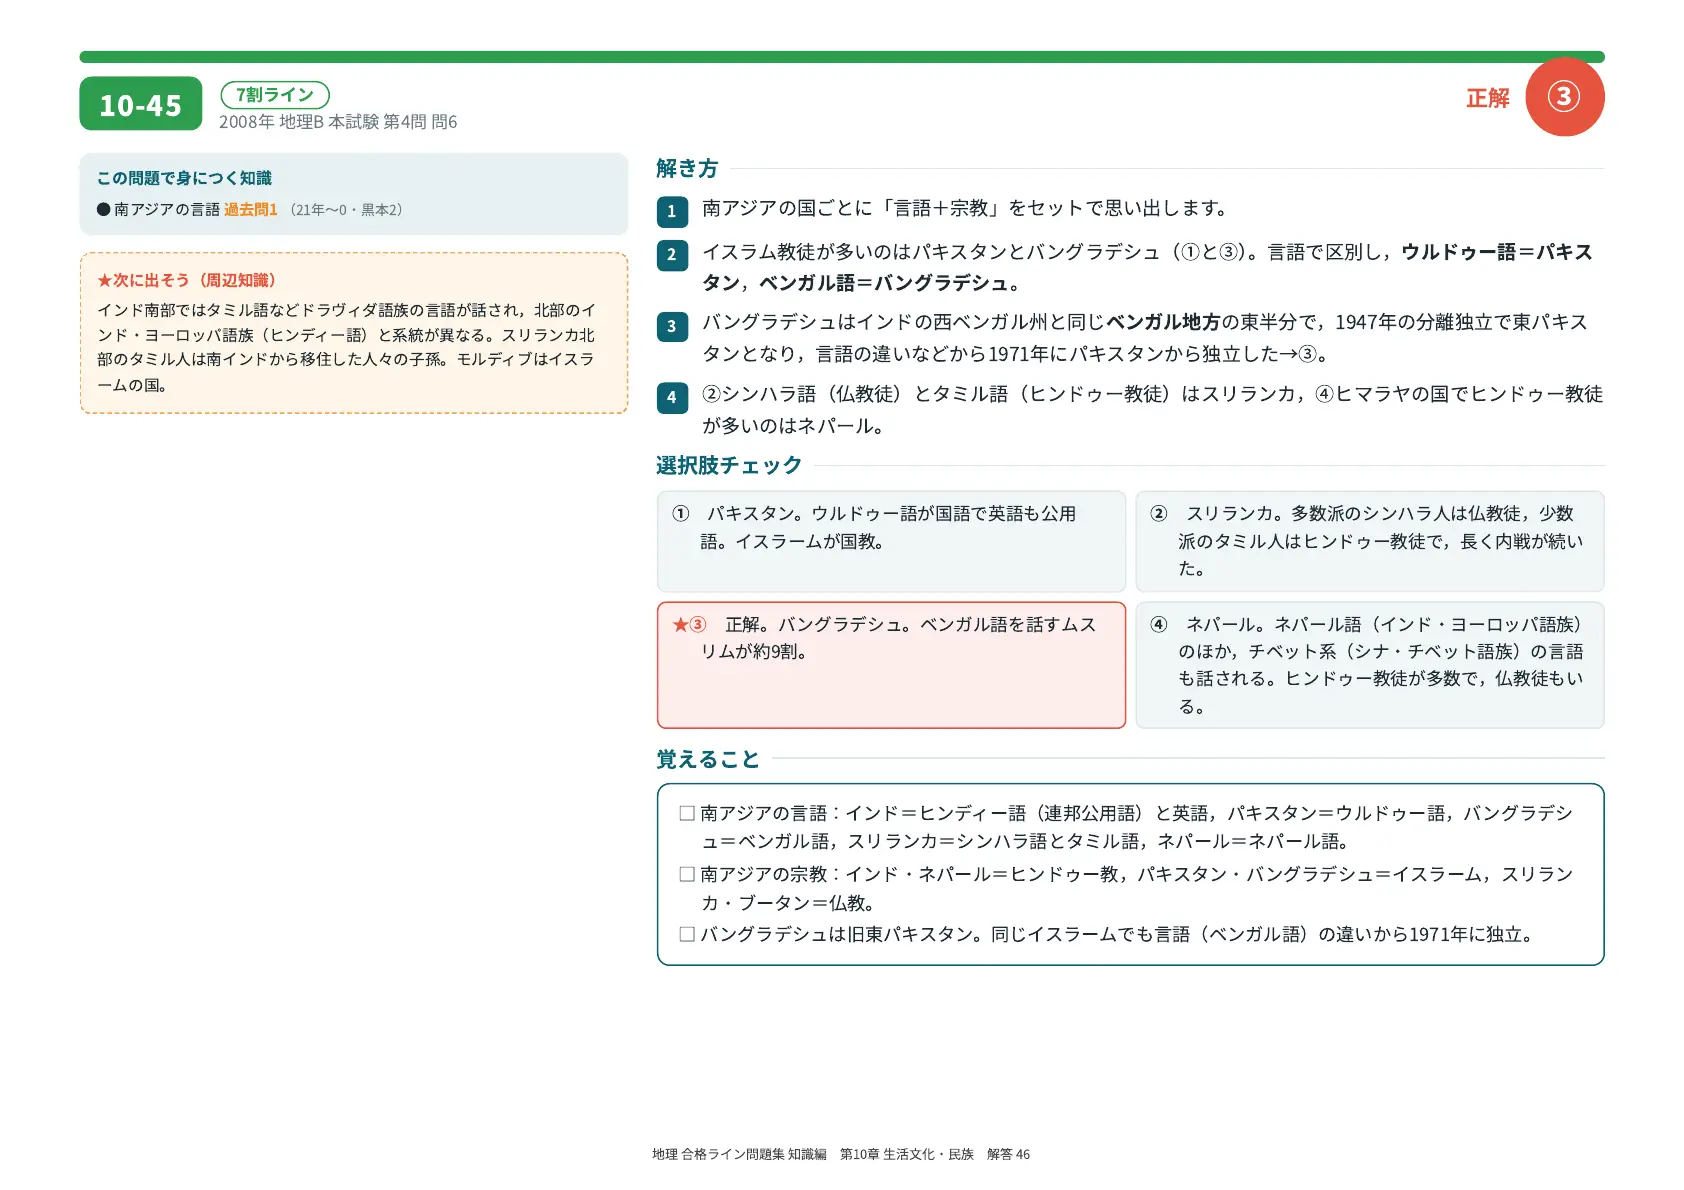 10-45
7割ライン
2008年 地理B 本試験 第4問 問6
正解
③
この問題で身につく知識
●南アジアの言語 過去問1 (21年〜0・黒本2)
★次に出そう（周辺知識）
インド南部ではタミル語などドラヴィダ語族の言語が話され，北部のイ
ンド・ヨーロッパ語族（ヒンディー語）と系統が異なる。スリランカ北
部のタミル人は南インドから移住した人々の子孫。モルディブはイスラ
ームの国。
解き方
1 南アジアの国ごとに「言語＋宗教」をセットで思い出します。
2 イスラム教徒が多いのはパキスタンとバングラデシュ（①と③）。言語で区別し，ウルドゥー語＝パキス
タン，ベンガル語＝バングラデシュ。
3 バングラデシュはインドの西ベンガル州と同じベンガル地方の東半分で，1947年の分離独立で東パキス
タンとなり，言語の違いなどから1971年にパキスタンから独立した→③。
4 ②シンハラ語（仏教徒）とタミル語（ヒンドゥー教徒）はスリランカ，④ヒマラヤの国でヒンドゥー教徒
が多いのはネパール。
選択肢チェック
① パキスタン。ウルドゥー語が国語で英語も公用
語。イスラームが国教。
② スリランカ。多数派のシンハラ人は仏教徒，少数
派のタミル人はヒンドゥー教徒で，長く内戦が続い
た。
★③ 正解。バングラデシュ。ベンガル語を話すムス
リムが約9割。
④ ネパール。ネパール語（インド・ヨーロッパ語族）
のほか，チベット系（シナ・チベット語族）の言語
も話される。ヒンドゥー教徒が多数で，仏教徒もい
る。
覚えること
□ 南アジアの言語：インド＝ヒンディー語（連邦公用語）と英語，パキスタン＝ウルドゥー語，バングラデシ
ュ＝ベンガル語，スリランカ＝シンハラ語とタミル語，ネパール＝ネパール語。
□ 南アジアの宗教：インド・ネパール＝ヒンドゥー教，パキスタン・バングラデシュ＝イスラーム，スリラン
カ・ブータン＝仏教。
□ バングラデシュは旧東パキスタン。同じイスラームでも言語（ベンガル語）の違いから1971年に独立。
地理 合格ライン問題集 知識編 第10章 生活文化・民族 解答 46